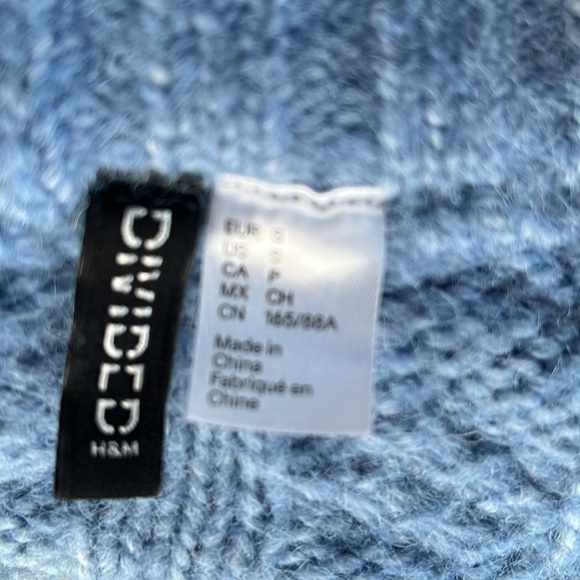 DIVIDED
H&M
EUR S
US S
CA P
MX CH
CN 165/88A
Made in
China
Fabriqué en
Chine